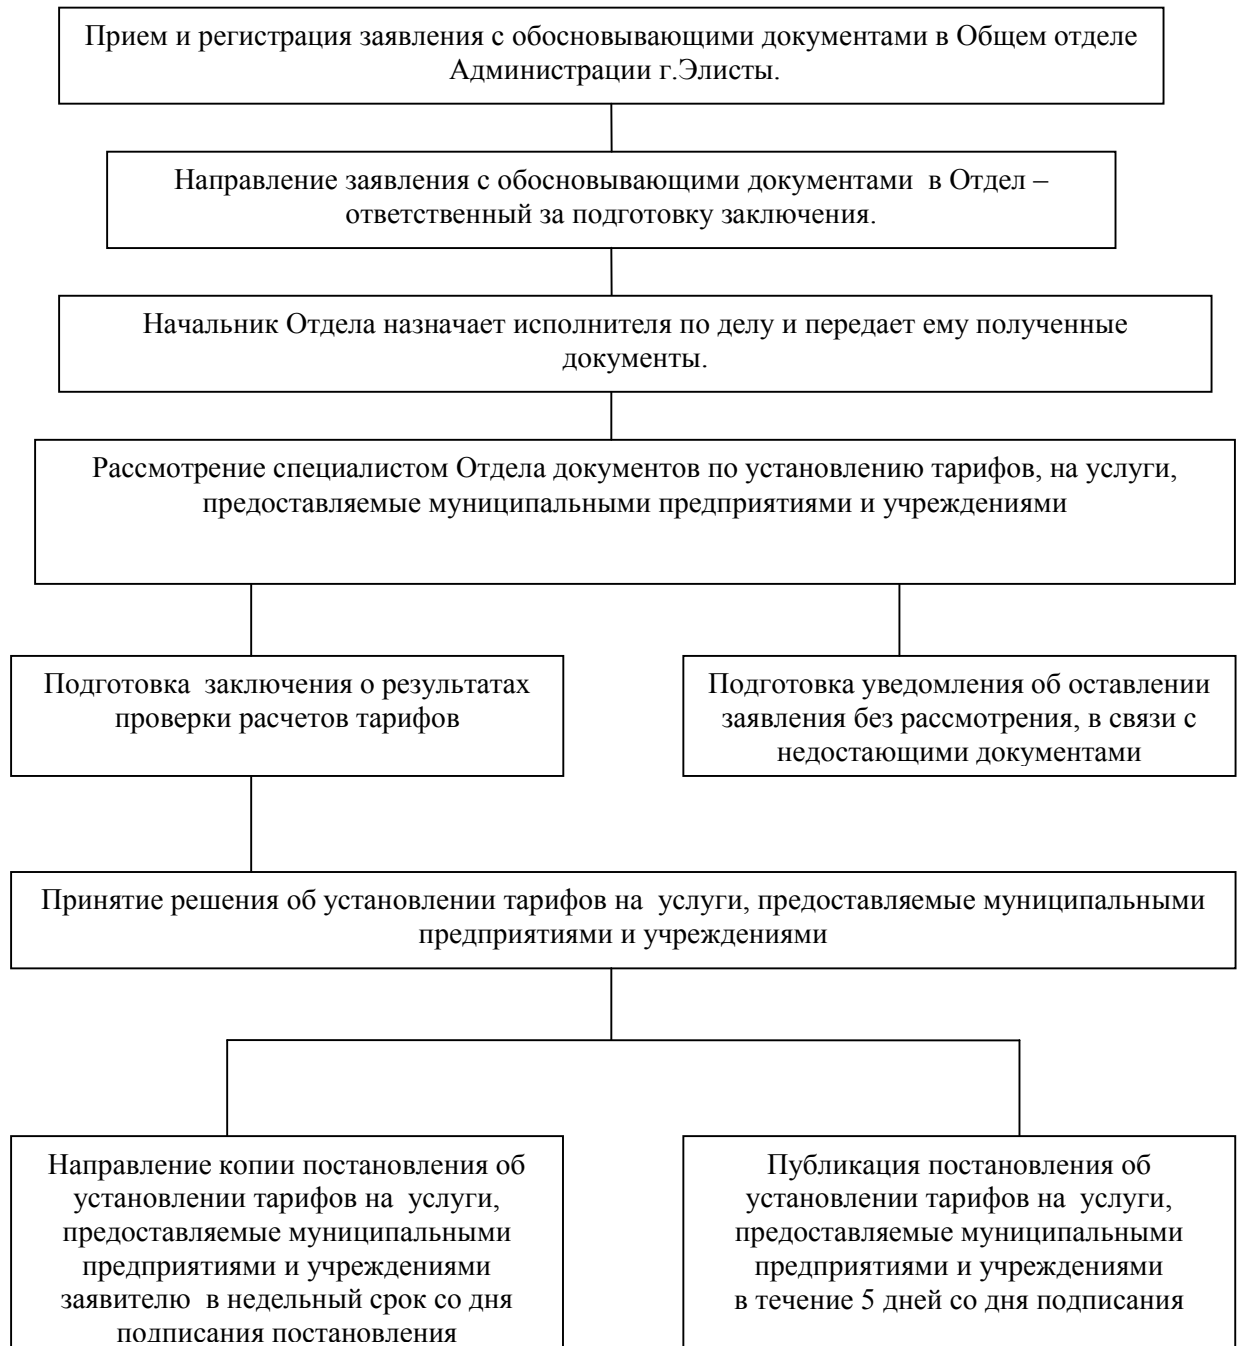 Прием и регистрация заявления с обосновывающими документами в Общем отделе
Администрации г.Элисты.
Направление заявления с обосновывающими документами  в Отдел –
ответственный за подготовку заключения.
Начальник Отдела назначает исполнителя по делу и передает ему полученные
документы.
Рассмотрение специалистом Отдела документов по установлению тарифов, на услуги,
предоставляемые муниципальными предприятиями и учреждениями
Подготовка  заключения о результатах
проверки расчетов тарифов
Подготовка уведомления об оставлении
заявления без рассмотрения, в связи с
недостающими документами
Принятие решения об установлении тарифов на  услуги, предоставляемые муниципальными
предприятиями и учреждениями
Направление копии постановления об
установлении тарифов на  услуги,
предоставляемые муниципальными
предприятиями и учреждениями
заявителю  в недельный срок со дня
подписания постановления
Публикация постановления об
установлении тарифов на  услуги,
предоставляемые муниципальными
предприятиями и учреждениями
в течение 5 дней со дня подписания